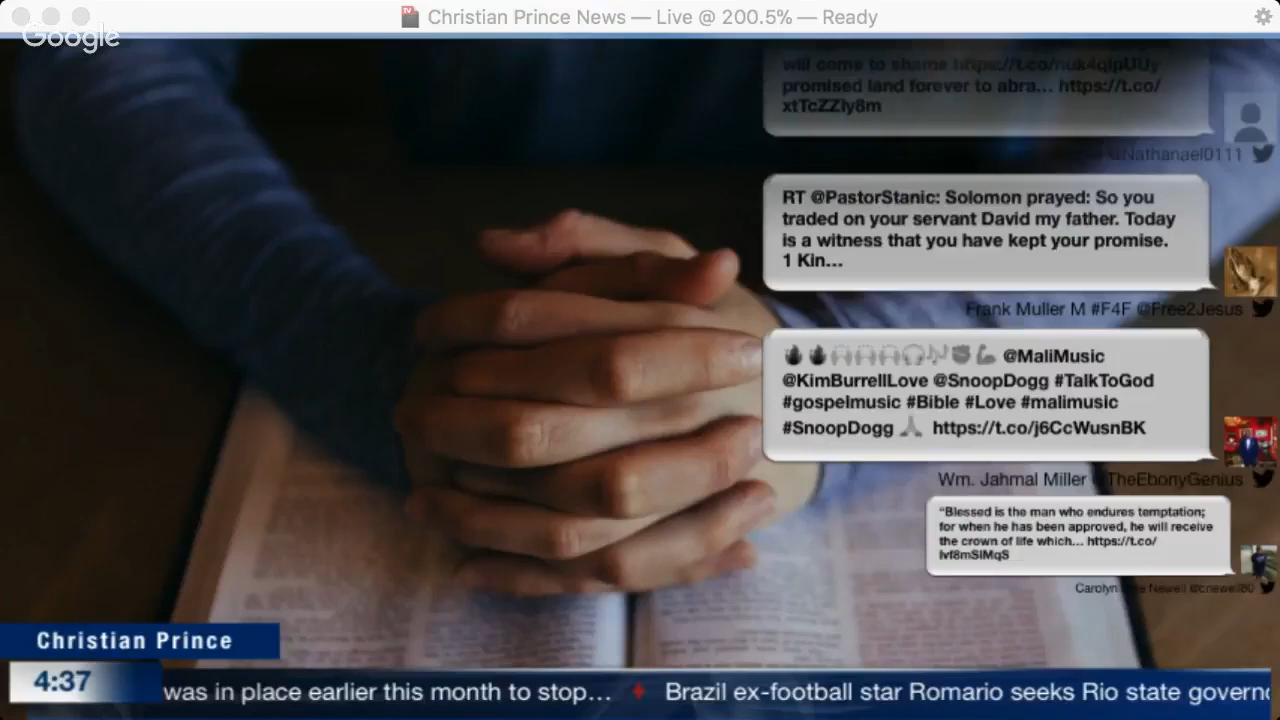 Christian Prince News — Live @ 200.5% — Ready
Google
will come to shame https://t.co/nuk4qIpUUy
promised land forever to abra... https://t.co/
xtTcZZIy8m
@Nathanael0111
RT @PastorStanic: Solomon prayed: So you
traded on your servant David my father. Today
is a witness that you have kept your promise.
1 Kin...
Frank Muller M #F4F @Free2Jesus
@MaliMusic
@KimBurrellLove @SnoopDogg #TalkToGod
#gospelmusic #Bible #Love #malimusic
#SnoopDogg 🙏 https://t.co/j6CcWusnBK
Wm. Jahmal Miller @TheEbonyGenius
“Blessed is the man who endures temptation;
for when he has been approved, he will receive
the crown of life which... https://t.co/
lvf8mSlMqS
Carolyn Newell @cnewell60
Christian Prince
4:37
was in place earlier this month to stop... ♦ Brazil ex-football star Romario seeks Rio state governo